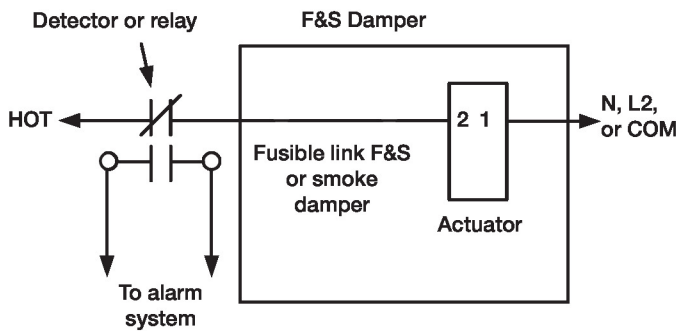 Detector or relay
F&S Damper
HOT
2 1
N, L2,
or COM
Fusible link F&S
or smoke
damper
Actuator
To alarm
system